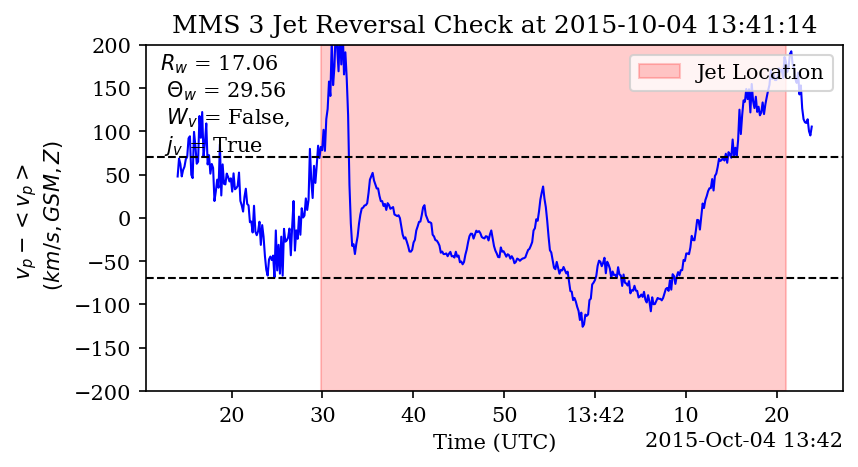 MMS 3 Jet Reversal Check at 2015-10-04 13:41:14
R_w = 17.06
Θ_w = 29.56
W_v = False,
j_v = True
Jet Location
v_p − < v_p >
(km/s, GSM, Z)
200
150
100
50
0
−50
−100
−150
−200
20 30 40 50 13:42 10 20
Time (UTC)
2015-Oct-04 13:42